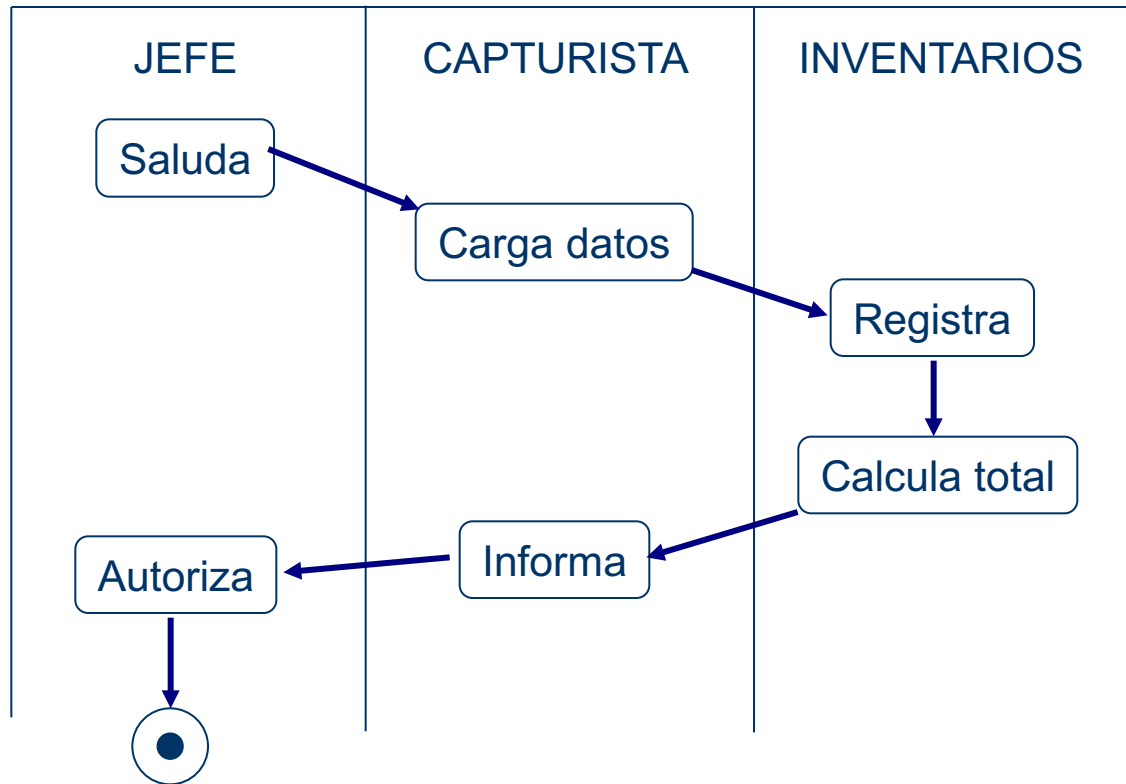 JEFE
CAPTURISTA
INVENTARIOS
Saluda
Carga datos
Registra
Calcula total
Informa
Autoriza